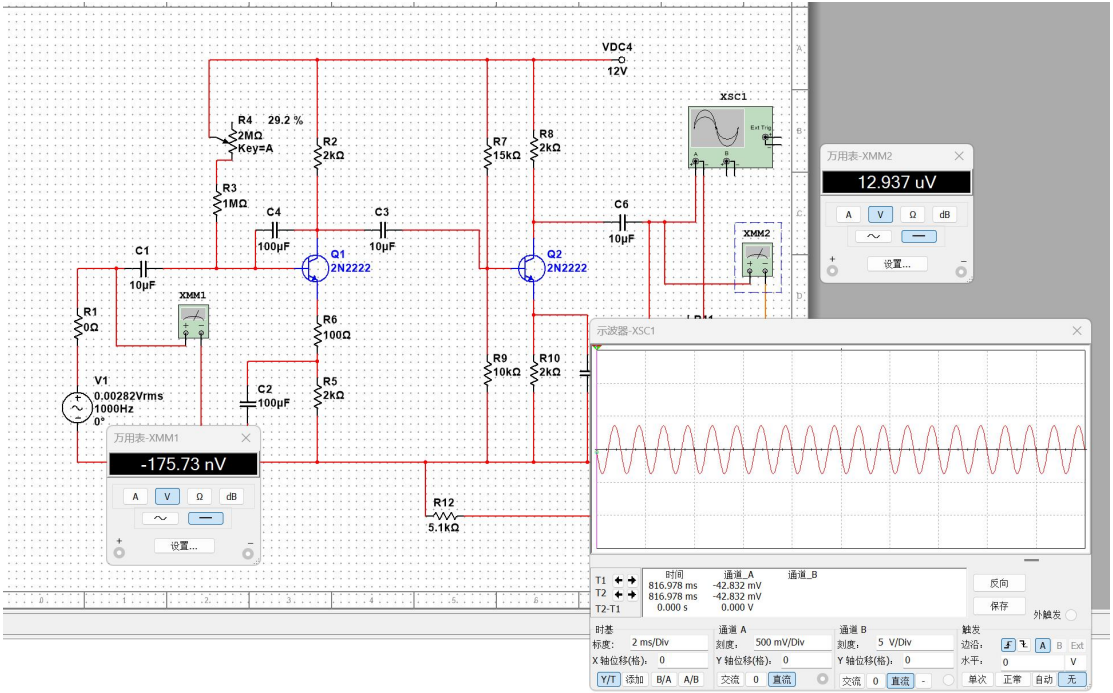 VDC4
12V
XSC1
Ext Trig
A
B
R4 29.2 %
2MΩ
Key=A
R2
2kΩ
R7
15kΩ
R8
2kΩ
万用表-XMM2
12.937 uV
A V Ω dB
设置...
+ −
R3
1MΩ
C4
100µF
C3
10µF
C6
10µF
XMM2
C1
10µF
Q1
2N2222
Q2
2N2222
XMM1
R1
0Ω
R6
100Ω
示波器-XSC1
R9
10kΩ
R10
2kΩ
V1
0.00282Vrms
1000Hz
0°
C2
100µF
R5
2kΩ
万用表-XMM1
-175.73 nV
A V Ω dB
设置...
+ −
R12
5.1kΩ
时间 通道_A 通道_B
T1 816.978 ms -42.832 mV
T2 816.978 ms -42.832 mV
T2-T1 0.000 s 0.000 V
反向
保存
外触发
时基 通道 A 通道 B 触发
标度: 2 ms/Div 刻度: 500 mV/Div 刻度: 5 V/Div 边沿: A B Ext
X 轴位移(格): 0 Y 轴位移(格): 0 Y 轴位移(格): 0 水平: 0 V
Y/T 添加 B/A A/B 交流 0 直流 交流 0 直流 - 单次 正常 自动 无